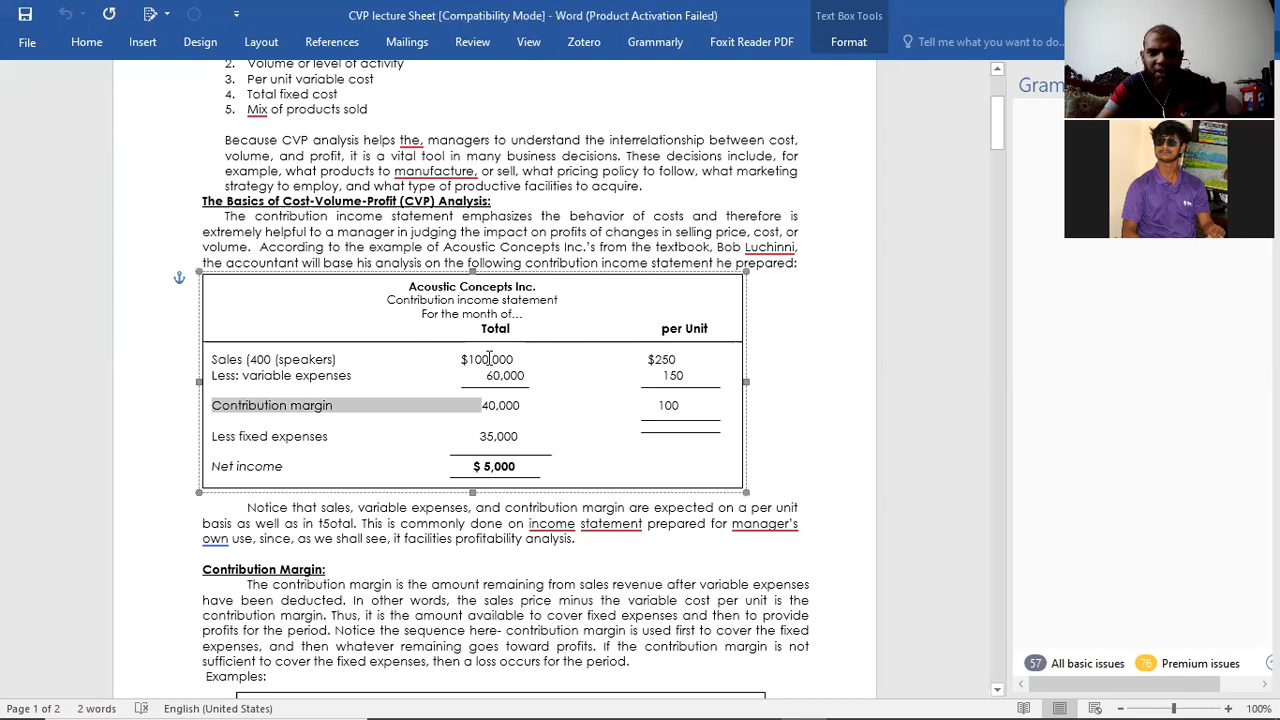 CVP lecture Sheet [Compatibility Mode] - Word (Product Activation Failed)
Text Box Tools
File Home Insert Design Layout References Mailings Review View Zotero Grammarly Foxit Reader PDF Format Tell me what you want to do...
Gram
2. Volume or level of activity
3. Per unit variable cost
4. Total fixed cost
5. Mix of products sold
Because CVP analysis helps the, managers to understand the interrelationship between cost,
volume, and profit, it is a vital tool in many business decisions. These decisions include, for
example, what products to manufacture, or sell, what pricing policy to follow, what marketing
strategy to employ, and what type of productive facilities to acquire.
The Basics of Cost-Volume-Profit (CVP) Analysis:
The contribution income statement emphasizes the behavior of costs and therefore is
extremely helpful to a manager in judging the impact on profits of changes in selling price, cost, or
volume. According to the example of Acoustic Concepts Inc.'s from the textbook, Bob Luchinni,
the accountant will base his analysis on the following contribution income statement he prepared:
Acoustic Concepts Inc.
Contribution income statement
For the month of...
Total per Unit
Sales (400 (speakers) $100,000 $250
Less: variable expenses 60,000 150
Contribution margin 40,000 100
Less fixed expenses 35,000
Net income $ 5,000
Notice that sales, variable expenses, and contribution margin are expected on a per unit
basis as well as in t5otal. This is commonly done on income statement prepared for manager's
own use, since, as we shall see, it facilities profitability analysis.
Contribution Margin:
The contribution margin is the amount remaining from sales revenue after variable expenses
have been deducted. In other words, the sales price minus the variable cost per unit is the
contribution margin. Thus, it is the amount available to cover fixed expenses and then to provide
profits for the period. Notice the sequence here- contribution margin is used first to cover the fixed
expenses, and then whatever remaining goes toward profits. If the contribution margin is not
sufficient to cover the fixed expenses, then a loss occurs for the period.
Examples:
57 All basic issues 76 Premium issues
Page 1 of 2 2 words English (United States) 100%